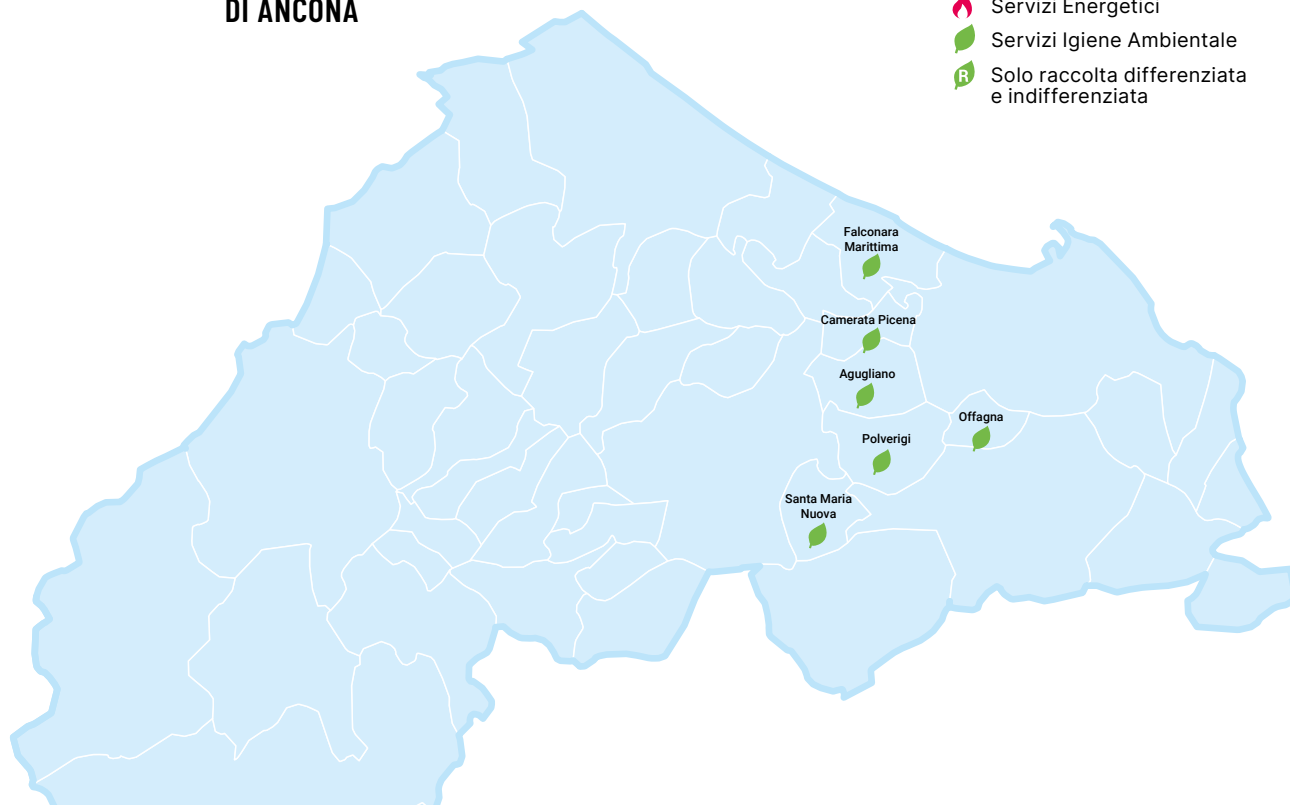 DI ANCONA
Servizi Energetici
Servizi Igiene Ambientale
R Solo raccolta differenziata
e indifferenziata
Falconara
Marittima
Camerata Picena
Agugliano
Offagna
Polverigi
Santa Maria
Nuova